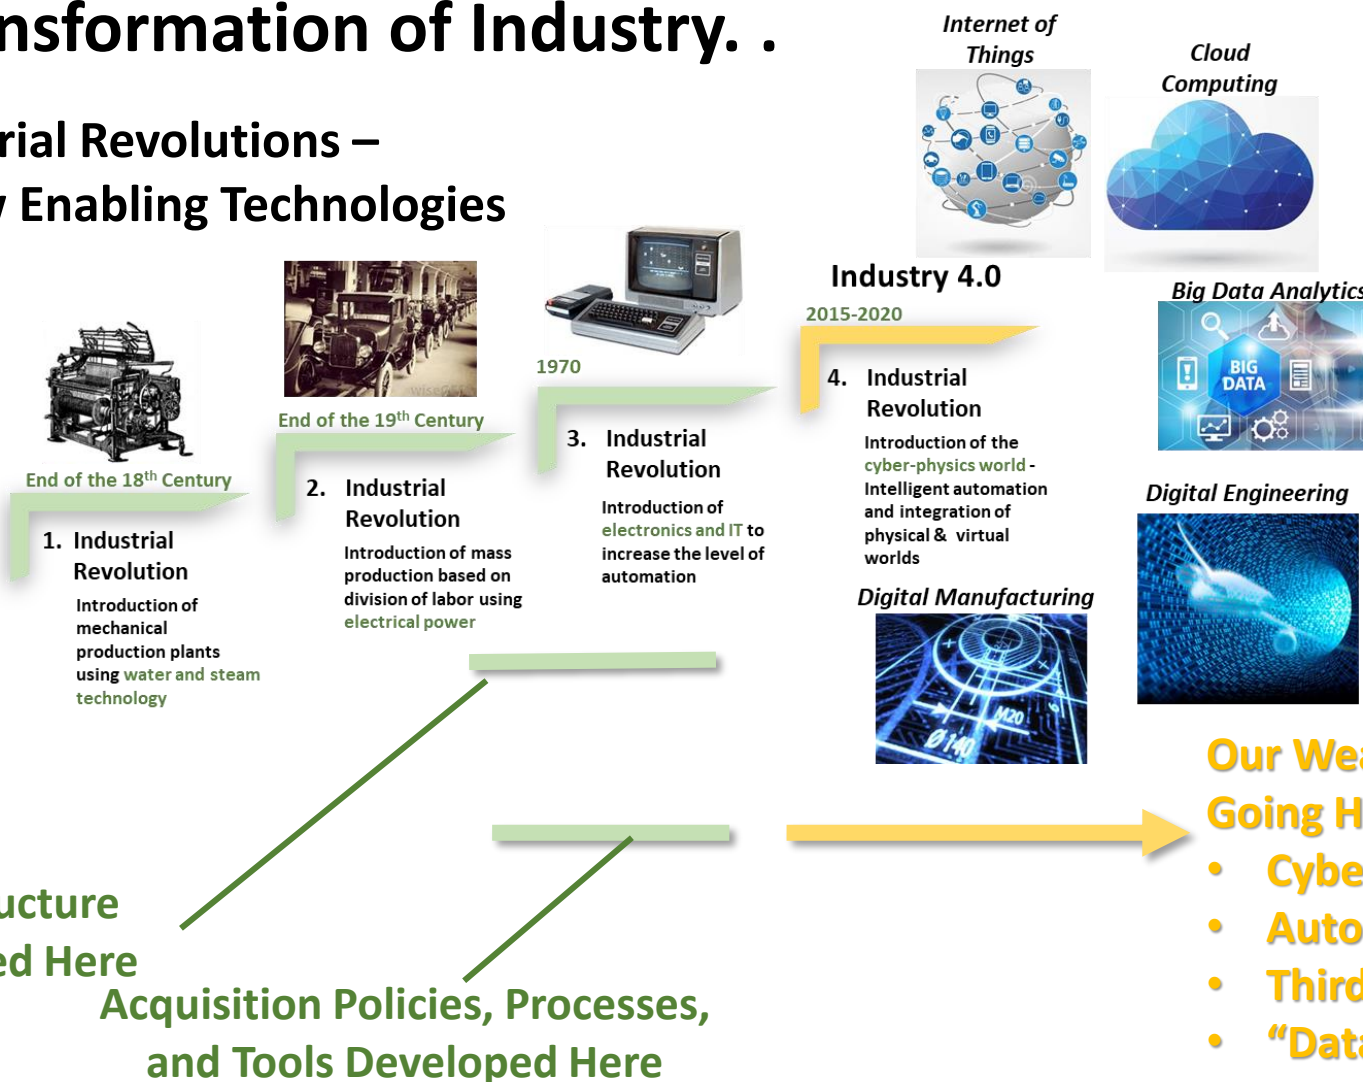 nsformation of Industry. .
rial Revolutions –
Enabling Technologies
Internet of
Things
Cloud
Computing
Industry 4.0
Big Data Analytics
BIG
DATA
End of the 18th Century
1. Industrial
Revolution
Introduction of
mechanical
production plants
using water and steam
technology
End of the 19th Century
2. Industrial
Revolution
Introduction of mass
production based on
division of labor using
electrical power
1970
3. Industrial
Revolution
Introduction of
electronics and IT to
increase the level of
automation
2015-2020
4. Industrial
Revolution
Introduction of the
cyber-physics world -
Intelligent automation
and integration of
physical & virtual
worlds
Digital Engineering
Digital Manufacturing
M20
Ø140
ucture
ed Here
Acquisition Policies, Processes,
and Tools Developed Here
Our Wea
Going H
• Cybe
• Auto
• Third
• “Data